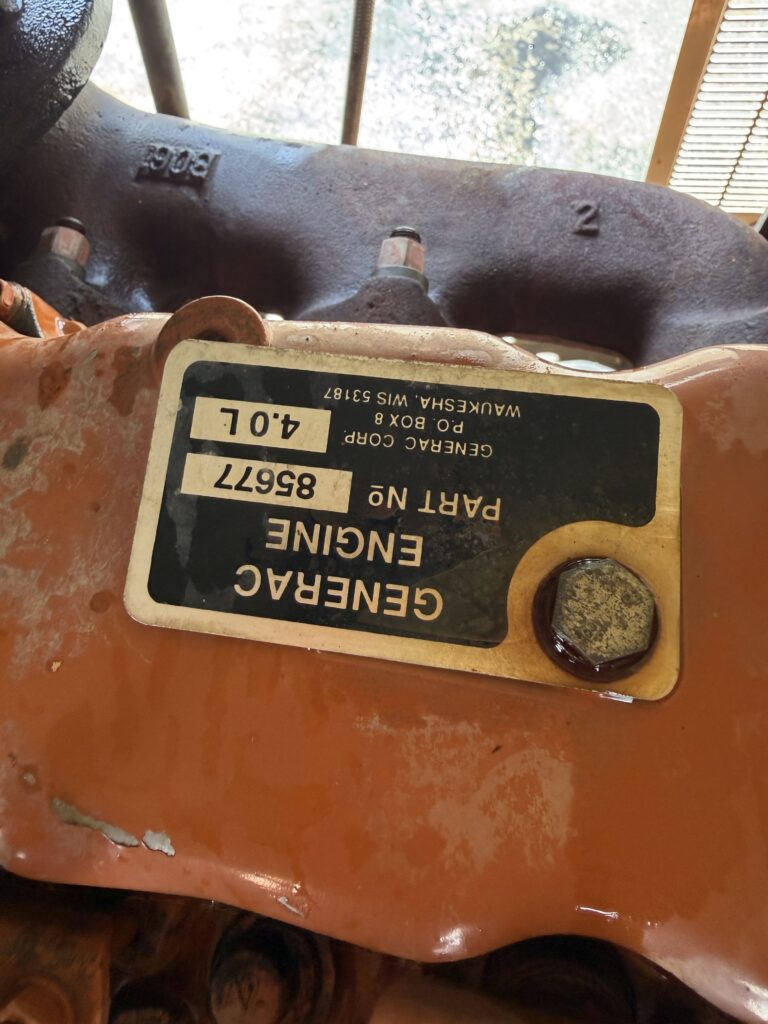 GENERAC
ENGINE
PART Nº 85677
GENERAC CORP.
P.O. BOX 8
WAUKESHA, WIS 53187
4.0 L
2